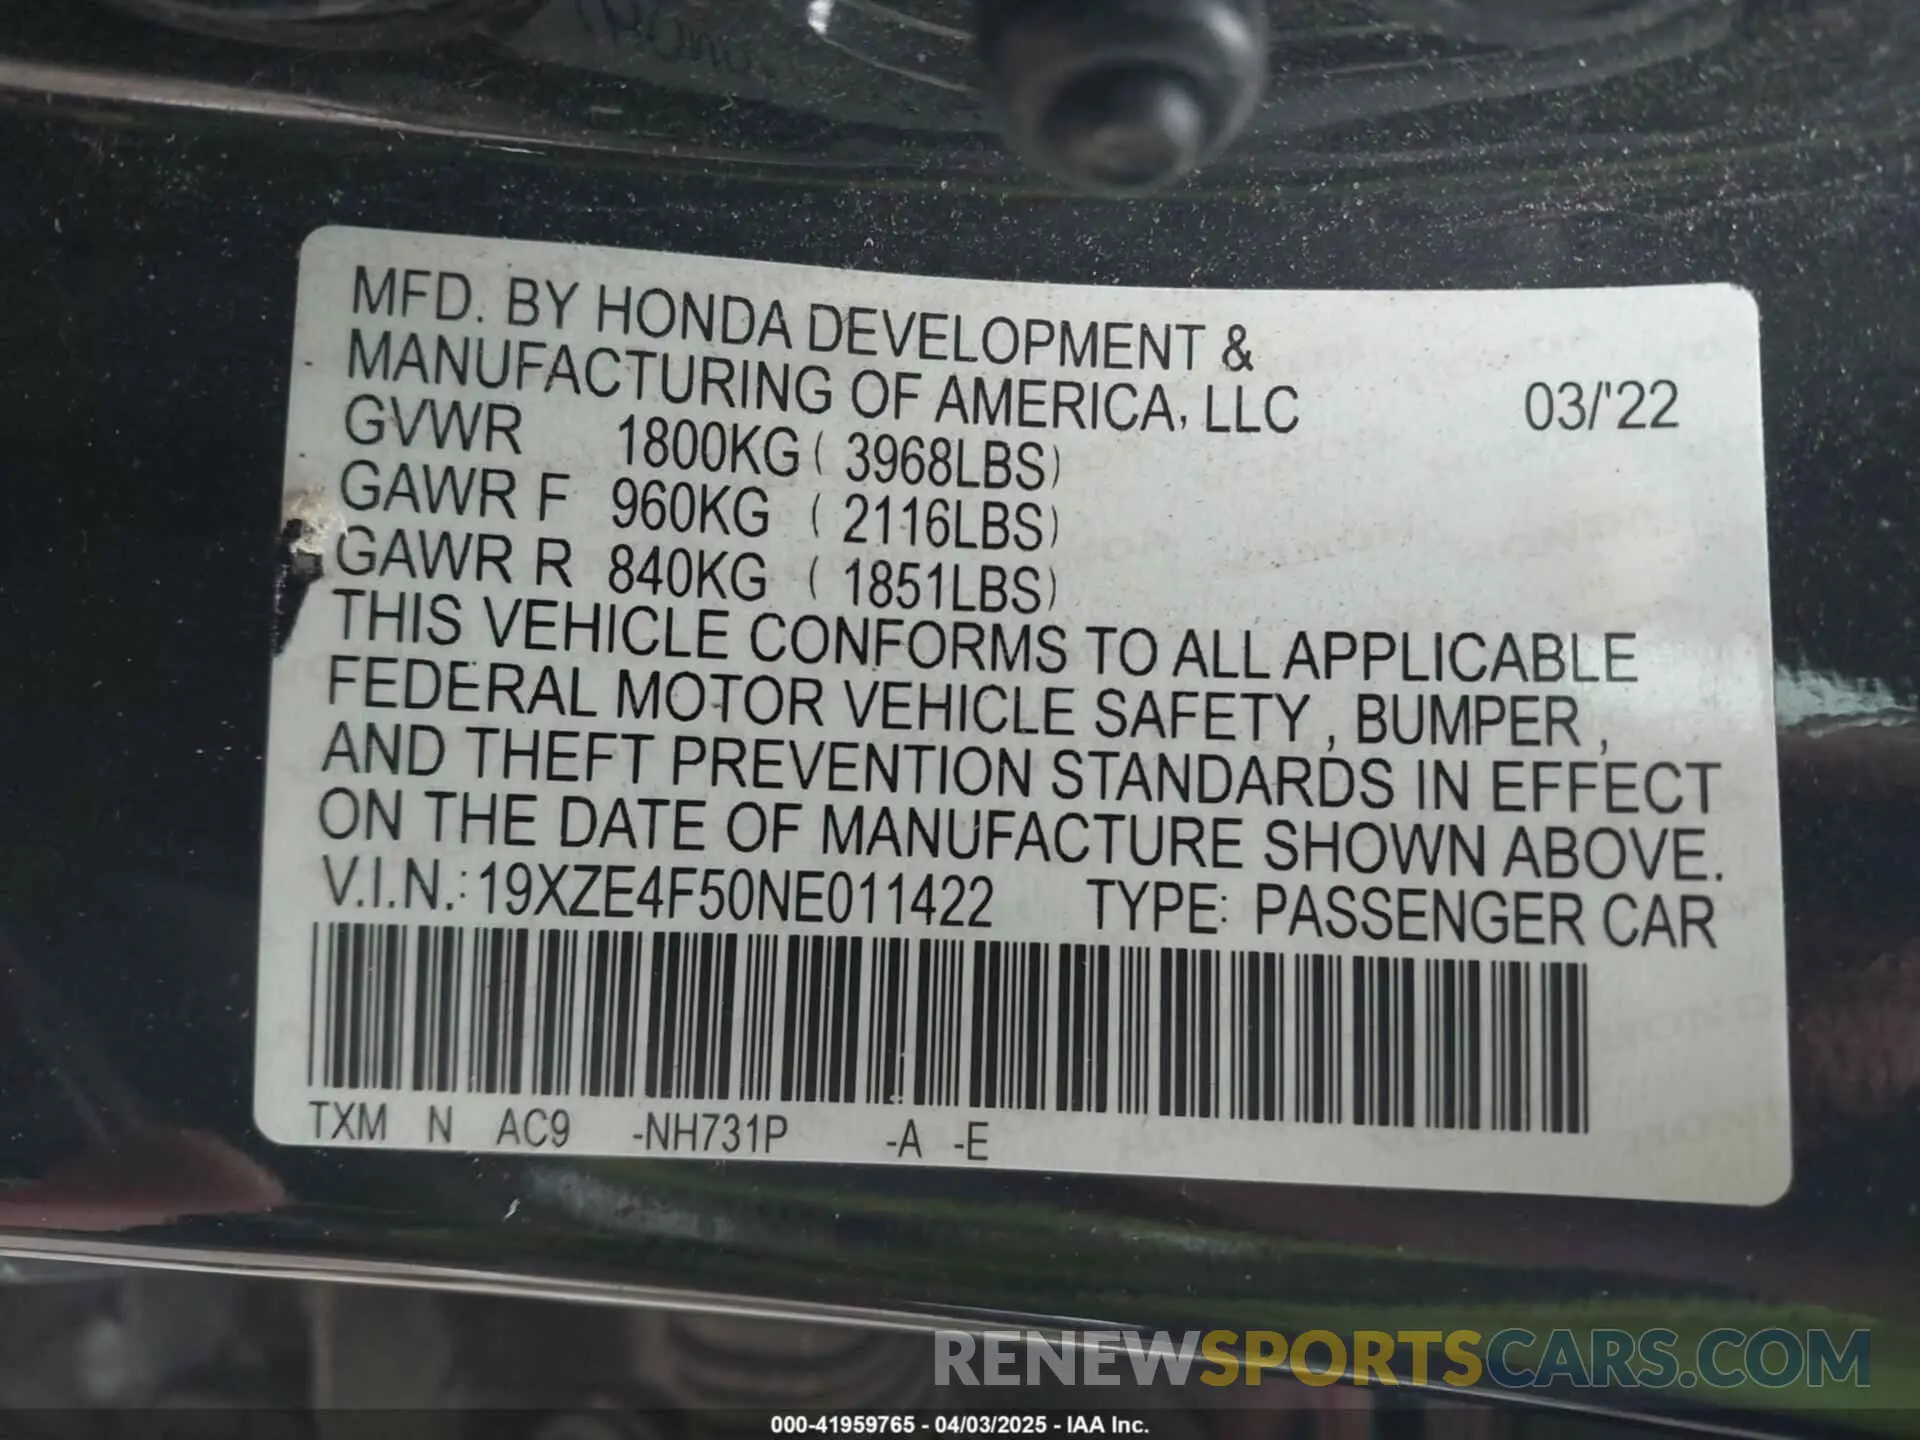 MFD. BY HONDA DEVELOPMENT &
MANUFACTURING OF AMERICA, LLC 03/'22
GVWR 1800KG ( 3968LBS)
GAWR F 960KG ( 2116LBS)
GAWR R 840KG ( 1851LBS)
THIS VEHICLE CONFORMS TO ALL APPLICABLE
FEDERAL MOTOR VEHICLE SAFETY , BUMPER ,
AND THEFT PREVENTION STANDARDS IN EFFECT
ON THE DATE OF MANUFACTURE SHOWN ABOVE.
V.I.N.: 19XZE4F50NE011422 TYPE: PASSENGER CAR
TXM N AC9 -NH731P -A -E
RENEWSPORTSCARS.COM
000-41959765 - 04/03/2025 - IAA Inc.